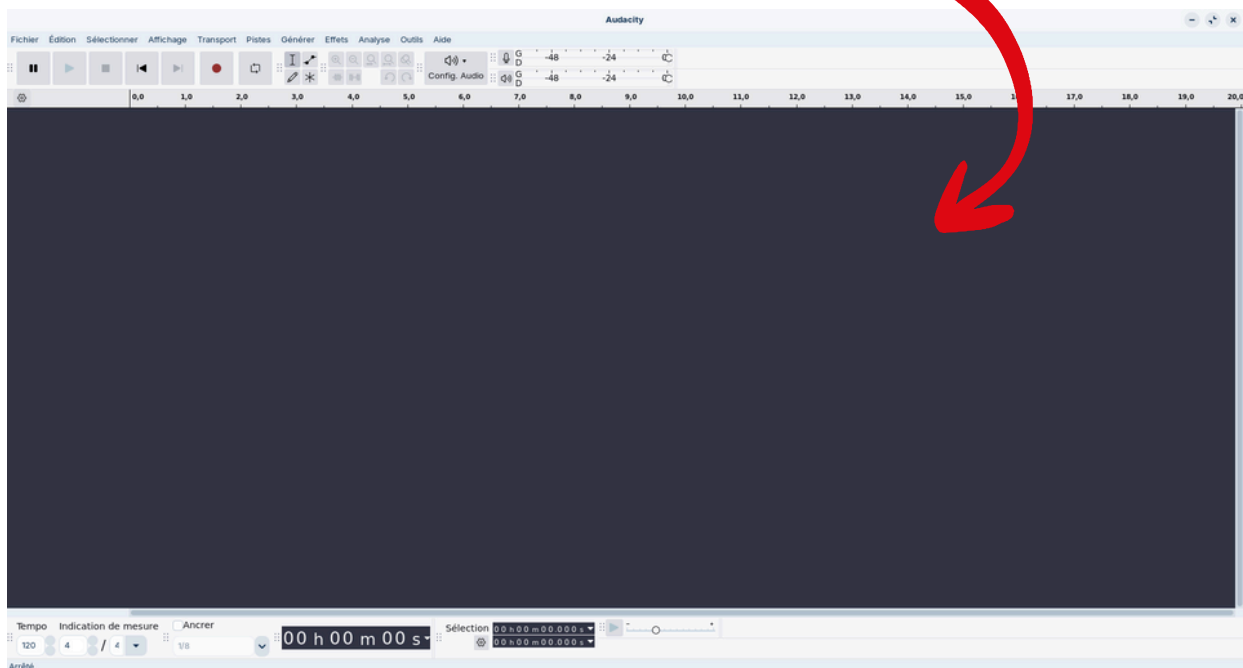 Audacity
Fichier Édition Sélectionner Affichage Transport Pistes Générer Effets Analyse Outils Aide
G -48 -24 0
D
Config. Audio
G -48 -24 0
D
0,0 1,0 2,0 3,0 4,0 5,0 6,0 7,0 8,0 9,0 10,0 11,0 12,0 13,0 14,0 15,0 17,0 18,0 19,0 20,0
Tempo Indication de mesure Ancrer
120 4 / 4 1/8
00 h 00 m 00 s
Sélection 00 h 00 m 00.000 s
00 h 00 m 00.000 s
Arrêté